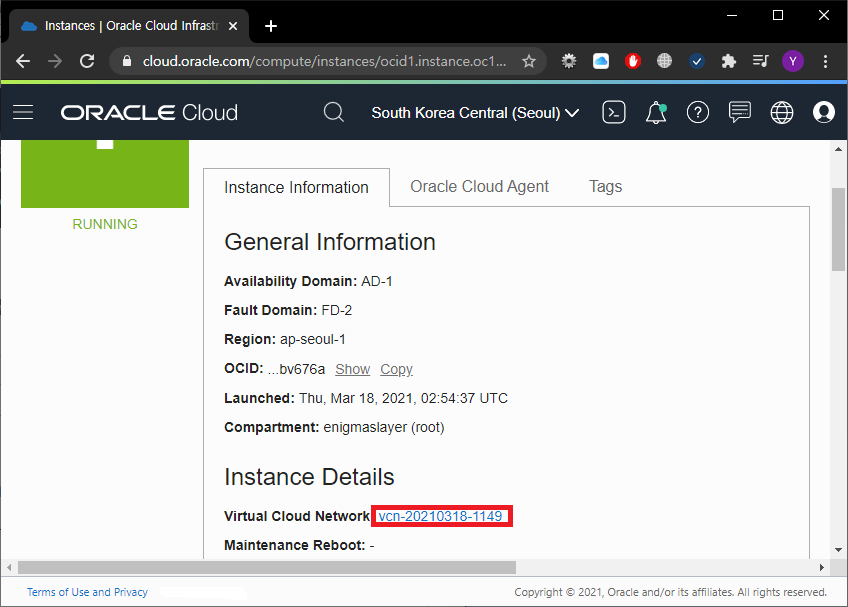 Instances | Oracle Cloud Infrastr
cloud.oracle.com/compute/instances/ocid1.instance.oc1...
Y
ORACLE Cloud
South Korea Central (Seoul)
RUNNING
Instance Information
Oracle Cloud Agent
Tags
General Information
Availability Domain: AD-1
Fault Domain: FD-2
Region: ap-seoul-1
OCID: ...bv676a Show Copy
Launched: Thu, Mar 18, 2021, 02:54:37 UTC
Compartment: enigmaslayer (root)
Instance Details
Virtual Cloud Network vcn-20210318-1149
Maintenance Reboot: -
Terms of Use and Privacy
Copyright © 2021, Oracle and/or its affiliates. All rights reserved.